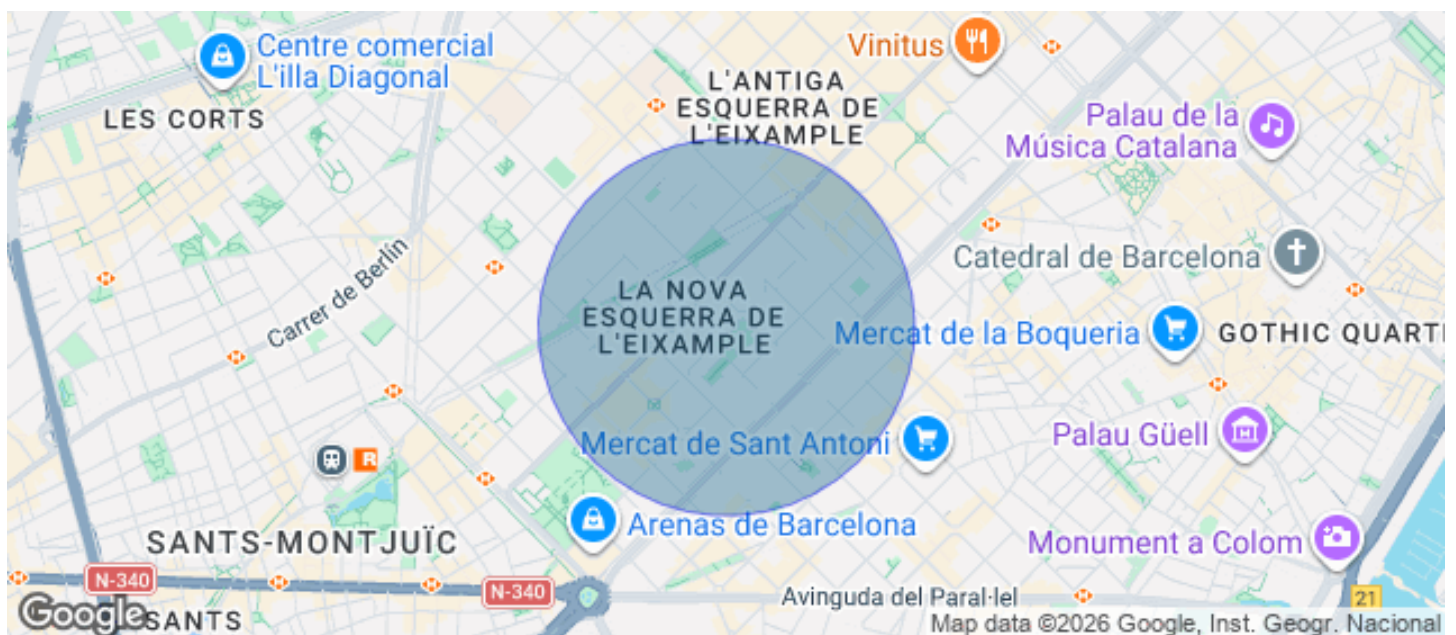 Centre comercial
L'illa Diagonal
LES CORTS
L'ANTIGA
ESQUERRA DE
L'EIXAMPLE
Vinitus
Palau de la
Música Catalana
Carrer de Berlín
LA NOVA
ESQUERRA DE
L'EIXAMPLE
Catedral de Barcelona
Mercat de la Boqueria
GOTHIC QUARTE
Mercat de Sant Antoni
Palau Güell
R
Arenas de Barcelona
SANTS-MONTJUÏC
Monument a Colom
N-340
N-340
Avinguda del Paral·lel
21
Google
SANTS
Map data ©2026 Google, Inst. Geogr. Nacional